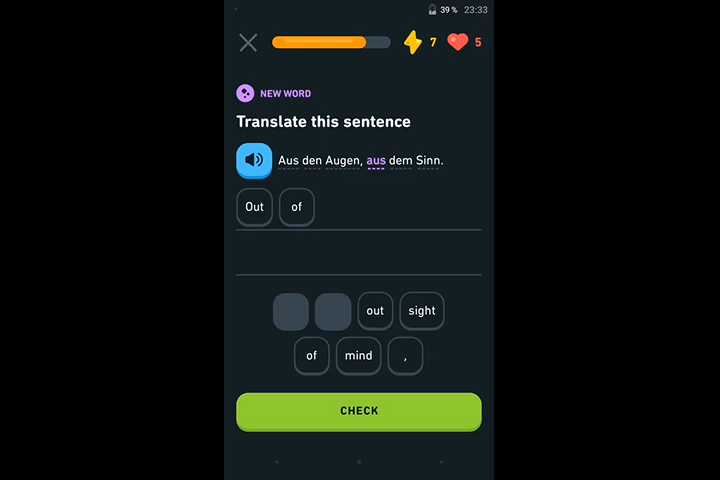 39 % 23:33
7 5
NEW WORD
Translate this sentence
Aus den Augen, aus dem Sinn.
Out of
out sight
of mind ,
CHECK